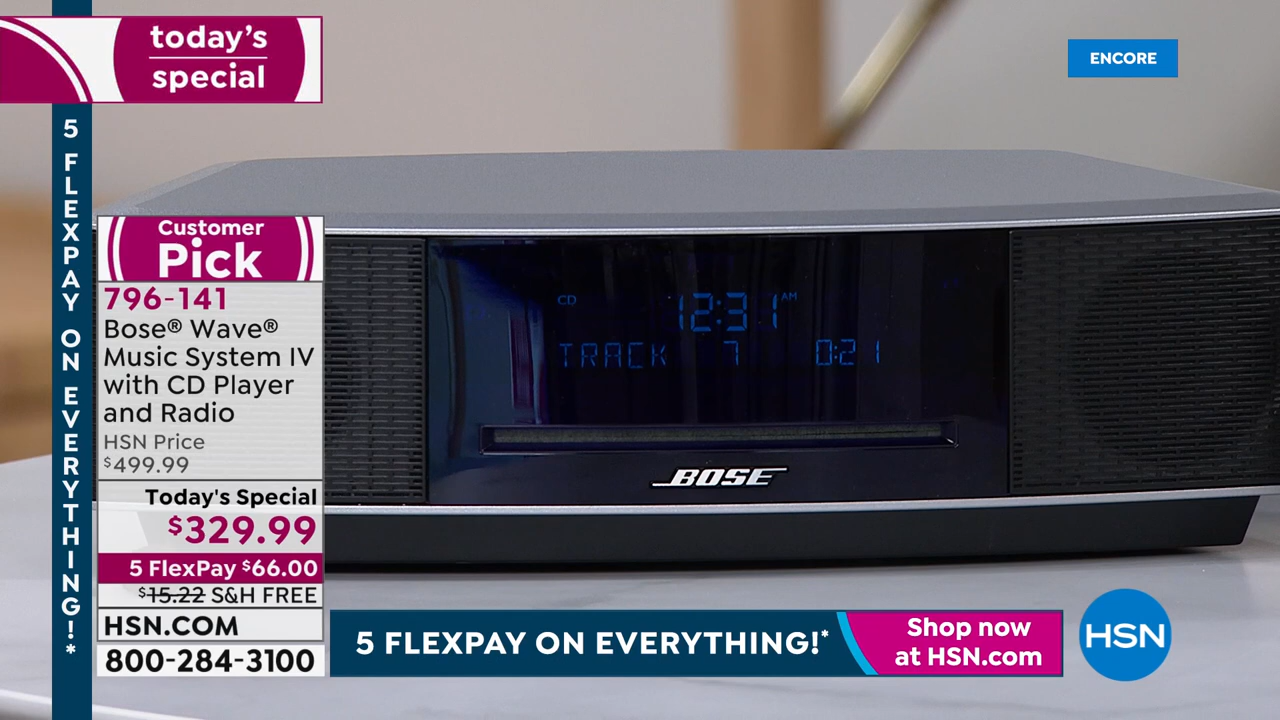 today's
special
ENCORE
5 FLEXPAY ON EVERYTHING!*
Customer
Pick
796-141
Bose® Wave®
Music System IV
with CD Player
and Radio
HSN Price
$499.99
Today's Special
$329.99
5 FlexPay $66.00
$15.22 S&H FREE
HSN.COM
800-284-3100
CD 12:31 AM
TRACK 7 0:21
BOSE
5 FLEXPAY ON EVERYTHING!*
Shop now
at HSN.com
HSN